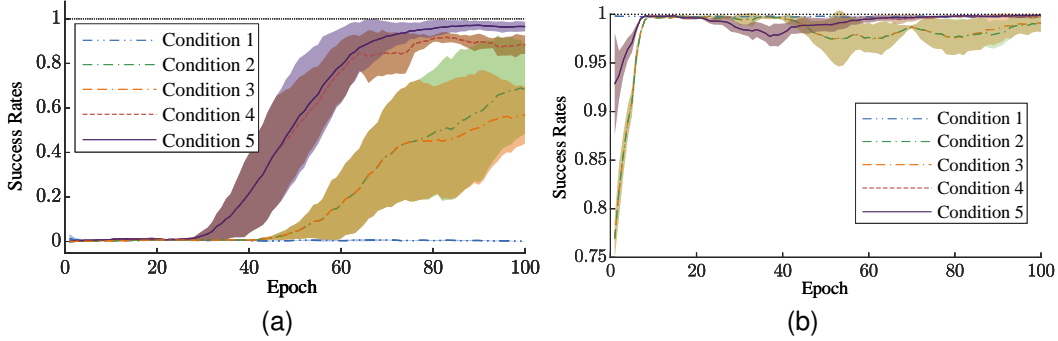 1
0.8
0.6
0.4
0.2
0
Success Rates
Condition 1
Condition 2
Condition 3
Condition 4
Condition 5
0
20
40
60
80
100
Epoch
(a)
1
0.95
0.9
0.85
0.8
0.75
Success Rates
Condition 1
Condition 2
Condition 3
Condition 4
Condition 5
0
20
40
60
80
100
Epoch
(b)